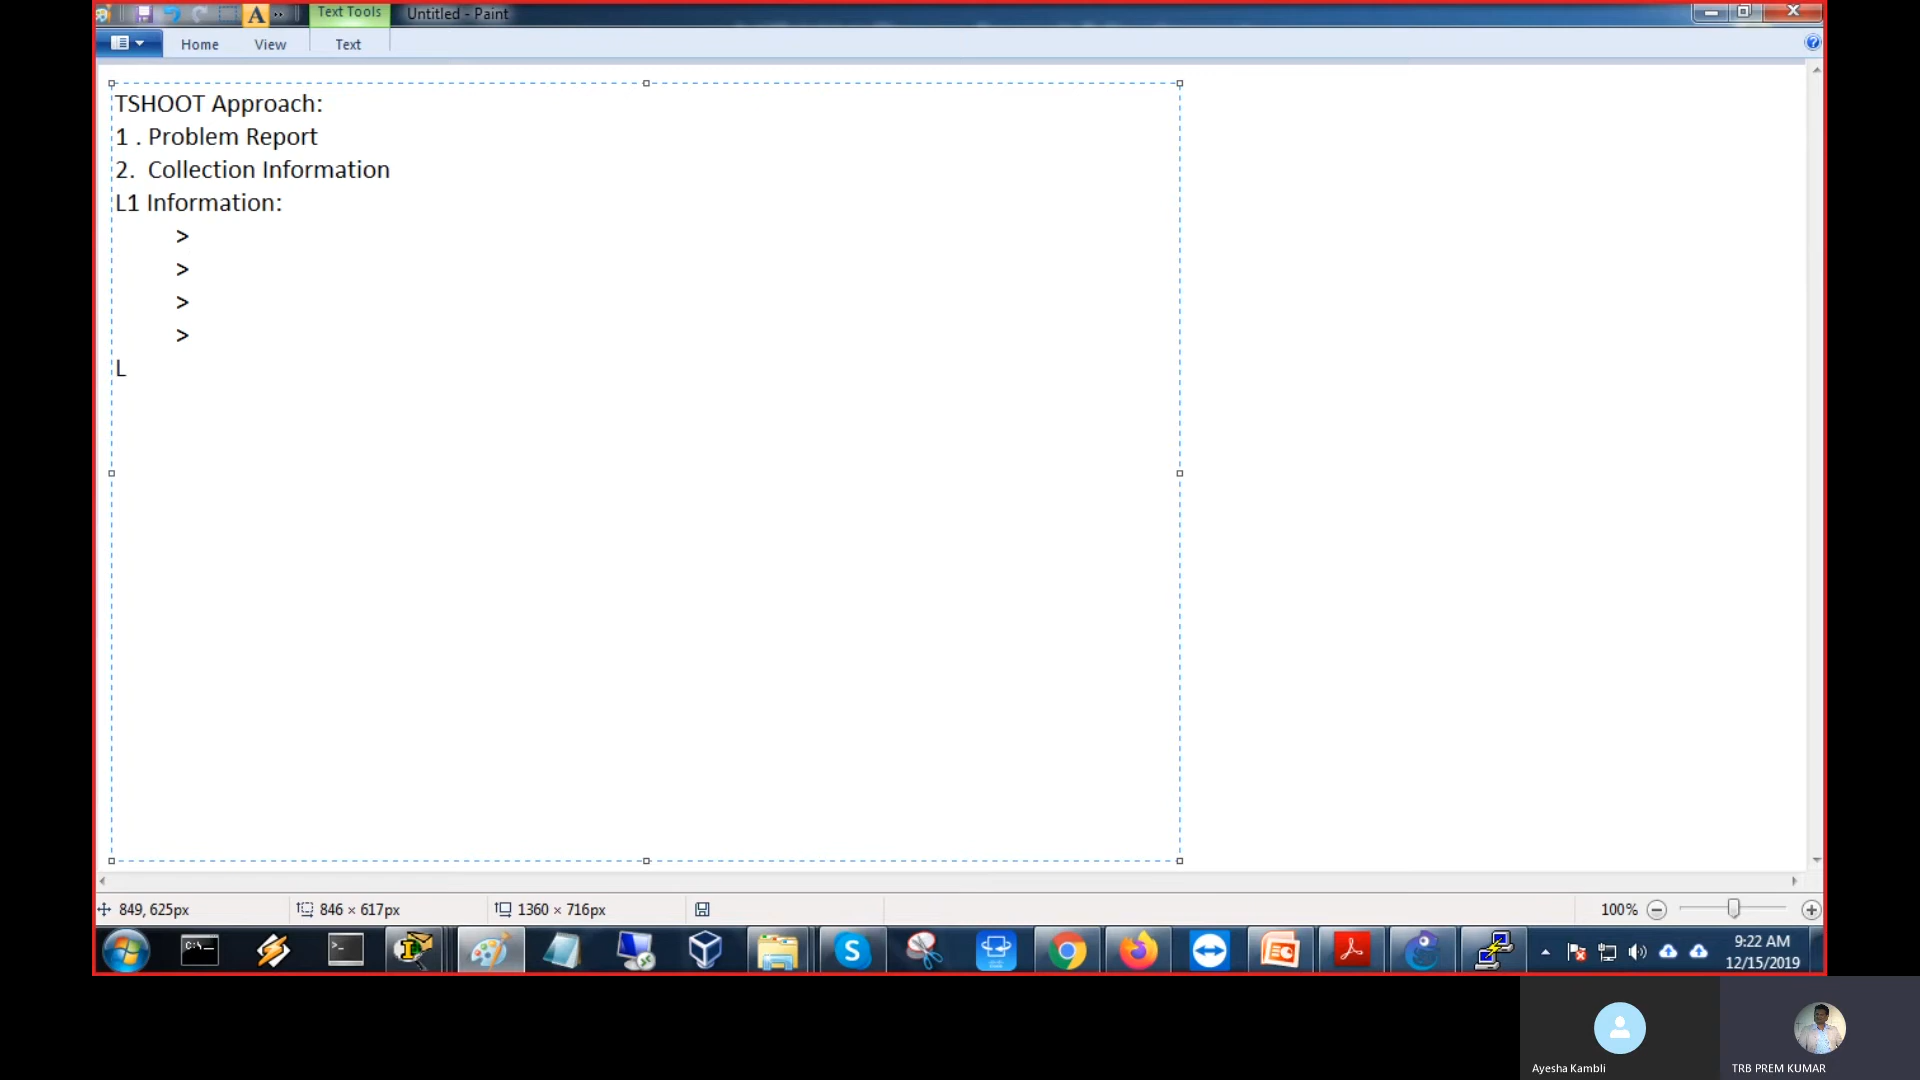 Text Tools
Untitled - Paint
Home
View
Text
TSHOOT Approach:
1 . Problem Report
2.  Collection Information
L1 Information:
>
>
>
>
L
849, 625px
846 × 617px
1360 × 716px
100%
9:22 AM
12/15/2019
Ayesha Kambli
TRB PREM KUMAR